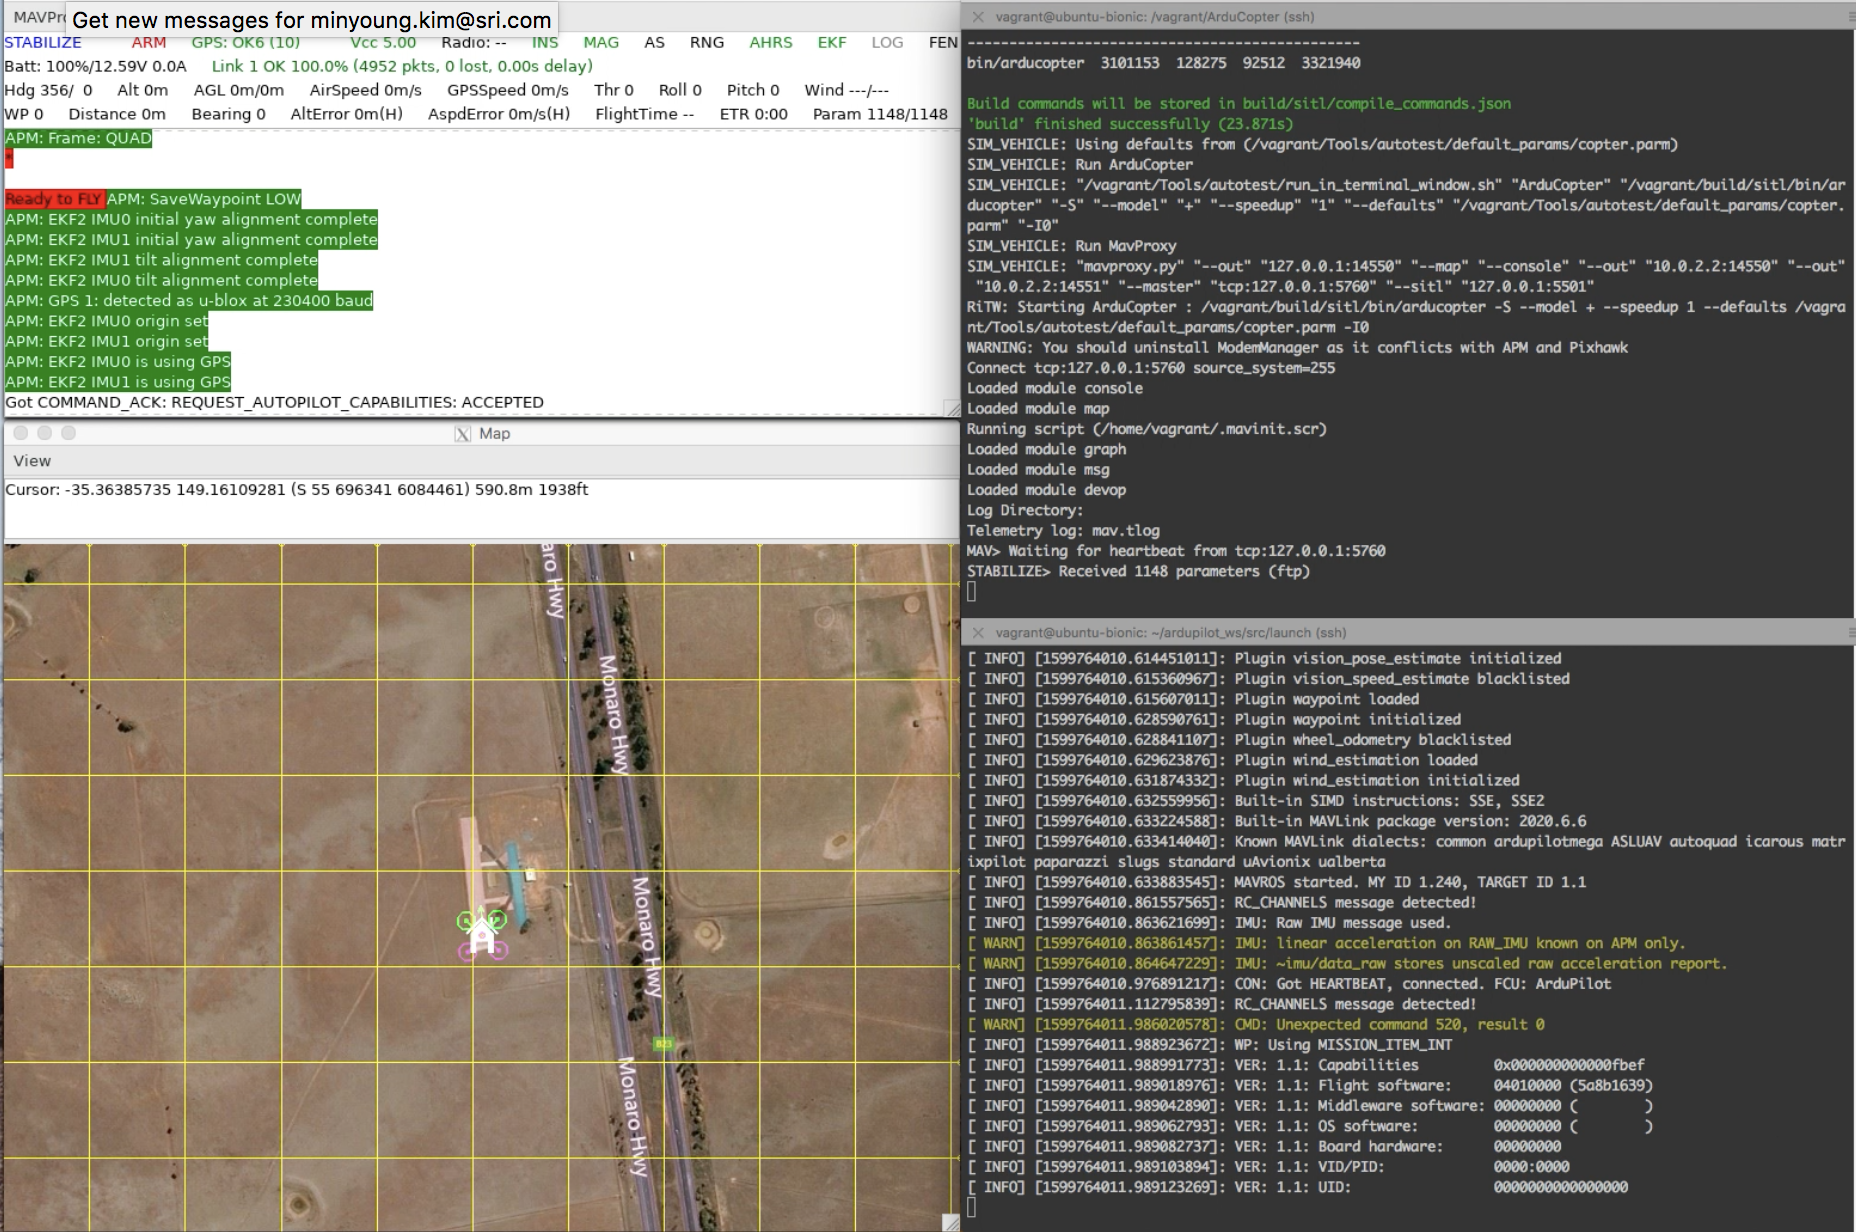 MAVPr
Get new messages for minyoung.kim@sri.com
STABILIZE ARM GPS: OK6 (10) Vcc 5.00 Radio: -- INS MAG AS RNG AHRS EKF LOG FEN
Batt: 100%/12.59V 0.0A Link 1 OK 100.0% (4952 pkts, 0 lost, 0.00s delay)
Hdg 356/ 0 Alt 0m AGL 0m/0m AirSpeed 0m/s GPSSpeed 0m/s Thr 0 Roll 0 Pitch 0 Wind ---/---
WP 0 Distance 0m Bearing 0 AltError 0m(H) AspdError 0m/s(H) FlightTime -- ETR 0:00 Param 1148/1148
APM: Frame: QUAD
*
Ready to FLY APM: SaveWaypoint LOW
APM: EKF2 IMU0 initial yaw alignment complete
APM: EKF2 IMU1 initial yaw alignment complete
APM: EKF2 IMU1 tilt alignment complete
APM: EKF2 IMU0 tilt alignment complete
APM: GPS 1: detected as u-blox at 230400 baud
APM: EKF2 IMU0 origin set
APM: EKF2 IMU1 origin set
APM: EKF2 IMU0 is using GPS
APM: EKF2 IMU1 is using GPS
Got COMMAND_ACK: REQUEST_AUTOPILOT_CAPABILITIES: ACCEPTED
X Map
View
Cursor: -35.36385735 149.16109281 (S 55 696341 6084461) 590.8m 1938ft
aro Hwy
Monaro Hwy
Monaro Hwy
B23
Monaro Hwy
vagrant@ubuntu-bionic: /vagrant/ArduCopter (ssh)
-----------------------------------------------
bin/arducopter 3101153 128275 92512 3321940
Build commands will be stored in build/sitl/compile_commands.json
'build' finished successfully (23.871s)
SIM_VEHICLE: Using defaults from (/vagrant/Tools/autotest/default_params/copter.parm)
SIM_VEHICLE: Run ArduCopter
SIM_VEHICLE: "/vagrant/Tools/autotest/run_in_terminal_window.sh" "ArduCopter" "/vagrant/build/sitl/bin/ar
ducopter" "-S" "--model" "+" "--speedup" "1" "--defaults" "/vagrant/Tools/autotest/default_params/copter.
parm" "-I0"
SIM_VEHICLE: Run MavProxy
SIM_VEHICLE: "mavproxy.py" "--out" "127.0.0.1:14550" "--map" "--console" "--out" "10.0.2.2:14550" "--out"
"10.0.2.2:14551" "--master" "tcp:127.0.0.1:5760" "--sitl" "127.0.0.1:5501"
RiTW: Starting ArduCopter : /vagrant/build/sitl/bin/arducopter -S --model + --speedup 1 --defaults /vagra
nt/Tools/autotest/default_params/copter.parm -I0
WARNING: You should uninstall ModemManager as it conflicts with APM and Pixhawk
Connect tcp:127.0.0.1:5760 source_system=255
Loaded module console
Loaded module map
Running script (/home/vagrant/.mavinit.scr)
Loaded module graph
Loaded module msg
Loaded module devop
Log Directory:
Telemetry log: mav.tlog
MAV> Waiting for heartbeat from tcp:127.0.0.1:5760
STABILIZE> Received 1148 parameters (ftp)
vagrant@ubuntu-bionic: ~/ardupilot_ws/src/launch (ssh)
[ INFO] [1599764010.614451011]: Plugin vision_pose_estimate initialized
[ INFO] [1599764010.615360967]: Plugin vision_speed_estimate blacklisted
[ INFO] [1599764010.615607011]: Plugin waypoint loaded
[ INFO] [1599764010.628590761]: Plugin waypoint initialized
[ INFO] [1599764010.628841107]: Plugin wheel_odometry blacklisted
[ INFO] [1599764010.629623876]: Plugin wind_estimation loaded
[ INFO] [1599764010.631874332]: Plugin wind_estimation initialized
[ INFO] [1599764010.632559956]: Built-in SIMD instructions: SSE, SSE2
[ INFO] [1599764010.633224588]: Built-in MAVLink package version: 2020.6.6
[ INFO] [1599764010.633414040]: Known MAVLink dialects: common ardupilotmega ASLUAV autoquad icarous matr
ixpilot paparazzi slugs standard uAvionix ualberta
[ INFO] [1599764010.633883545]: MAVROS started. MY ID 1.240, TARGET ID 1.1
[ INFO] [1599764010.861557565]: RC_CHANNELS message detected!
[ INFO] [1599764010.863621699]: IMU: Raw IMU message used.
[ WARN] [1599764010.863861457]: IMU: linear acceleration on RAW_IMU known on APM only.
[ WARN] [1599764010.864647229]: IMU: ~imu/data_raw stores unscaled raw acceleration report.
[ INFO] [1599764010.976891217]: CON: Got HEARTBEAT, connected. FCU: ArduPilot
[ INFO] [1599764011.112795839]: RC_CHANNELS message detected!
[ WARN] [1599764011.986020578]: CMD: Unexpected command 520, result 0
[ INFO] [1599764011.988923672]: WP: Using MISSION_ITEM_INT
[ INFO] [1599764011.988991773]: VER: 1.1: Capabilities 0x000000000000fbef
[ INFO] [1599764011.989018976]: VER: 1.1: Flight software: 04010000 (5a8b1639)
[ INFO] [1599764011.989042890]: VER: 1.1: Middleware software: 00000000 ( )
[ INFO] [1599764011.989062793]: VER: 1.1: OS software: 00000000 ( )
[ INFO] [1599764011.989082737]: VER: 1.1: Board hardware: 00000000
[ INFO] [1599764011.989103894]: VER: 1.1: VID/PID: 0000:0000
[ INFO] [1599764011.989123269]: VER: 1.1: UID: 0000000000000000